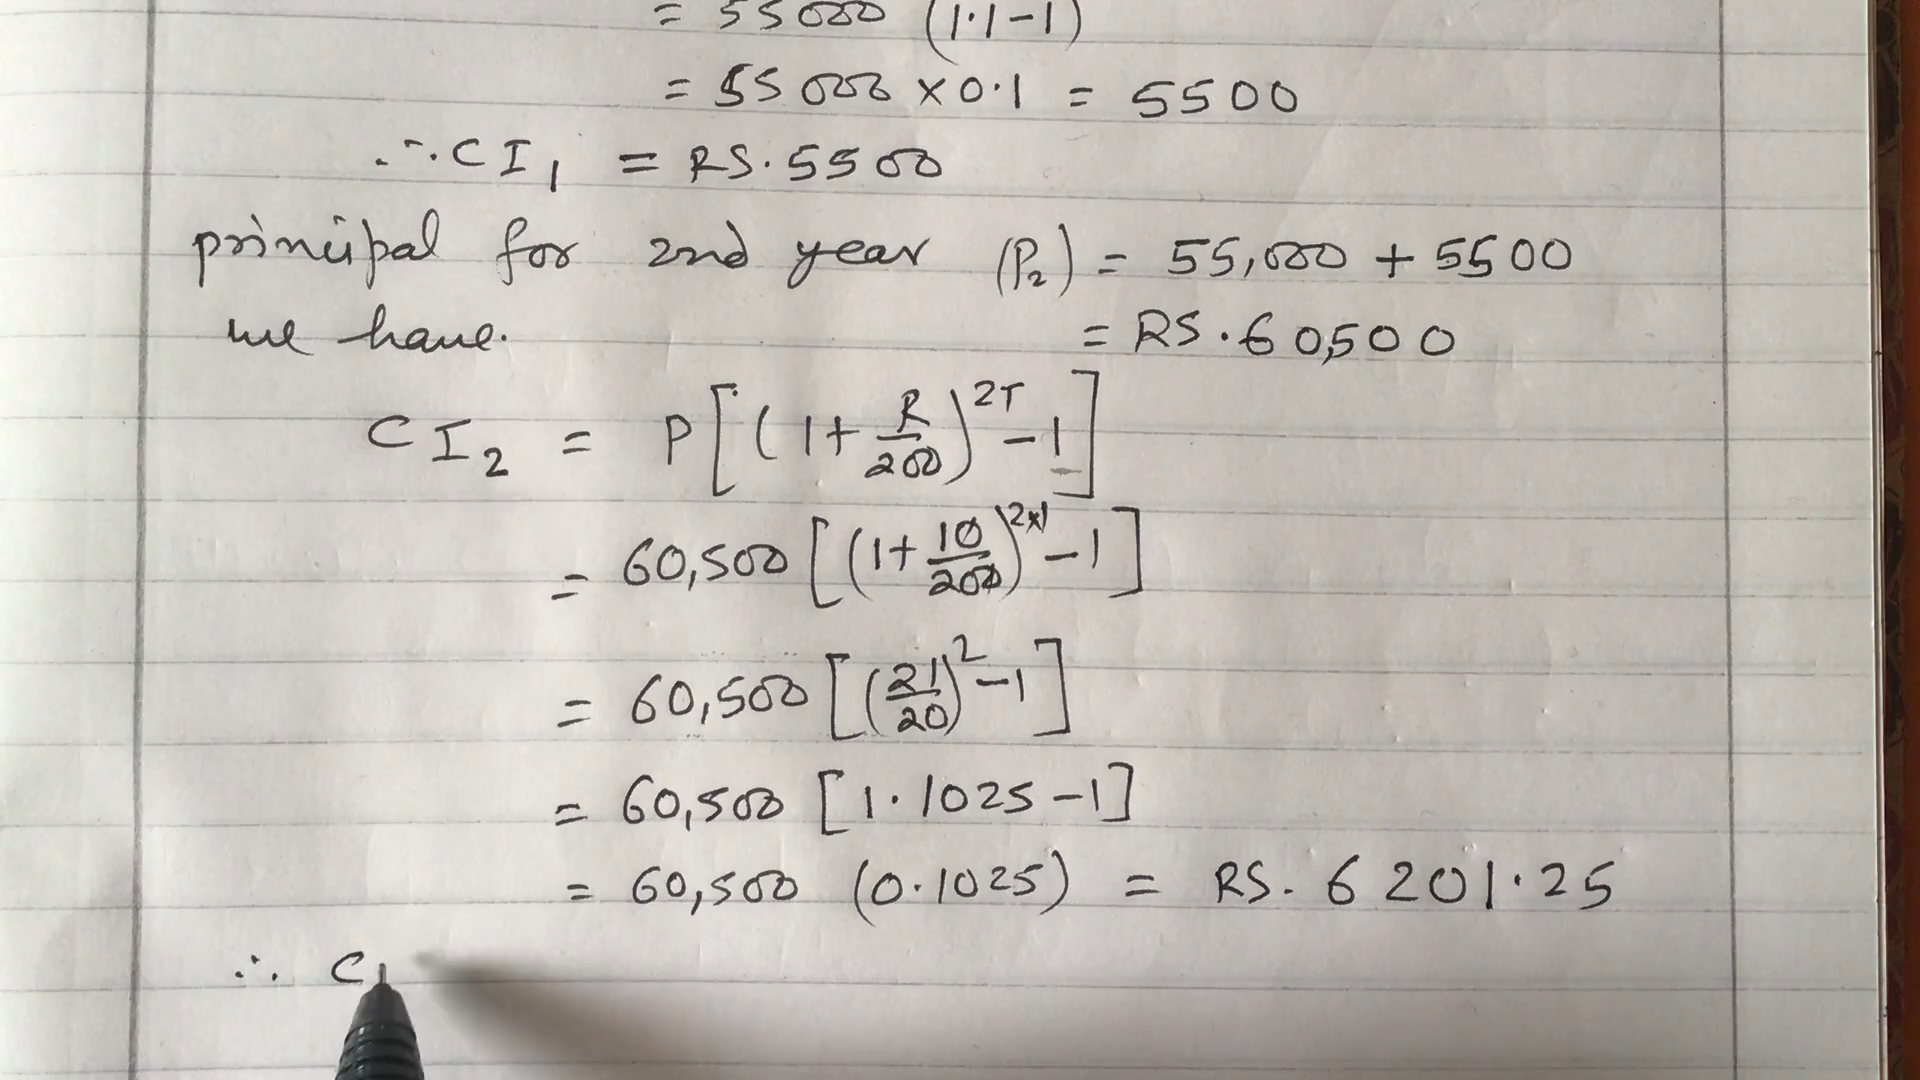 = 55000 (1.1-1)
= 55000 × 0.1 = 5500
∴ CI₁ = RS. 5500
principal for 2nd year (P₂) = 55,000 + 5500
we have. = RS. 60,500
CI₂ = P[(1+R/200)^2T - 1]
= 60,500 [(1+10/200)^2×1 - 1]
= 60,500 [(21/20)^2 - 1]
= 60,500 [1.1025-1]
= 60,500 (0.1025) = RS. 6201.25
∴ CI